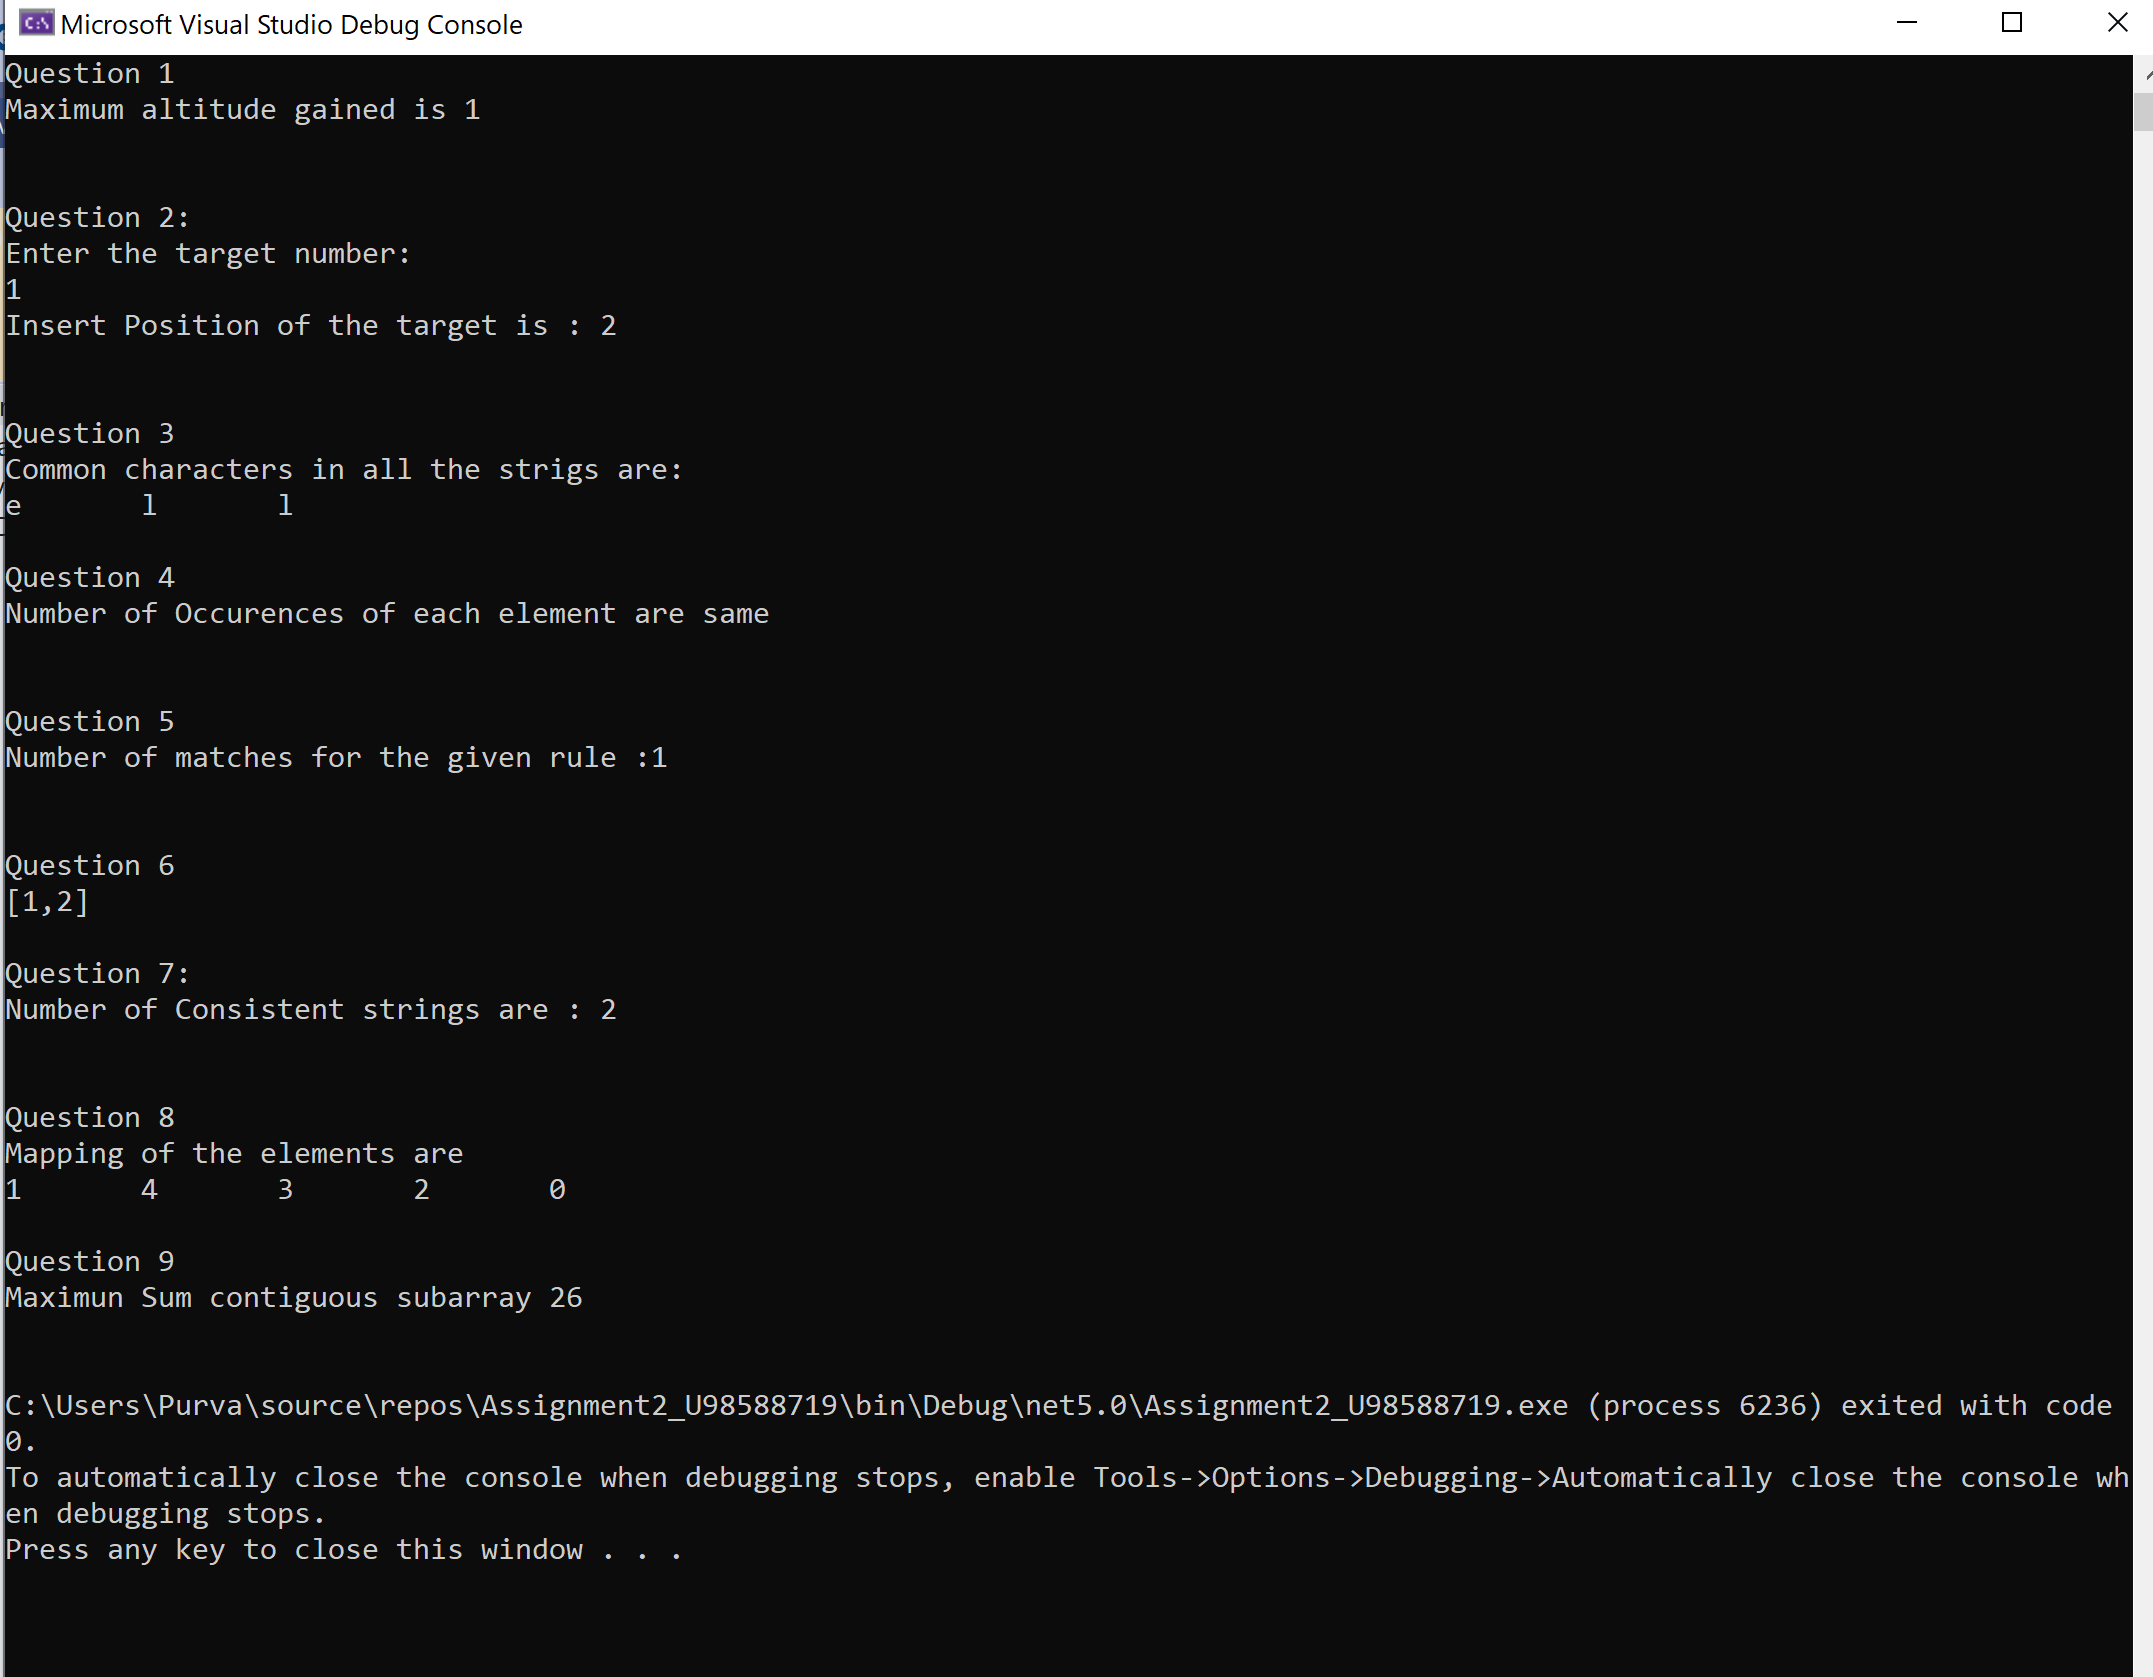 Microsoft Visual Studio Debug Console
Question 1
Maximum altitude gained is 1
Question 2:
Enter the target number:
1
Insert Position of the target is : 2
Question 3
Common characters in all the strigs are:
e l l
Question 4
Number of Occurences of each element are same
Question 5
Number of matches for the given rule :1
Question 6
[1,2]
Question 7:
Number of Consistent strings are : 2
Question 8
Mapping of the elements are
1 4 3 2 0
Question 9
Maximun Sum contiguous subarray 26
C:\Users\Purva\source\repos\Assignment2_U98588719\bin\Debug\net5.0\Assignment2_U98588719.exe (process 6236) exited with code
0.
To automatically close the console when debugging stops, enable Tools->Options->Debugging->Automatically close the console wh
en debugging stops.
Press any key to close this window . . .